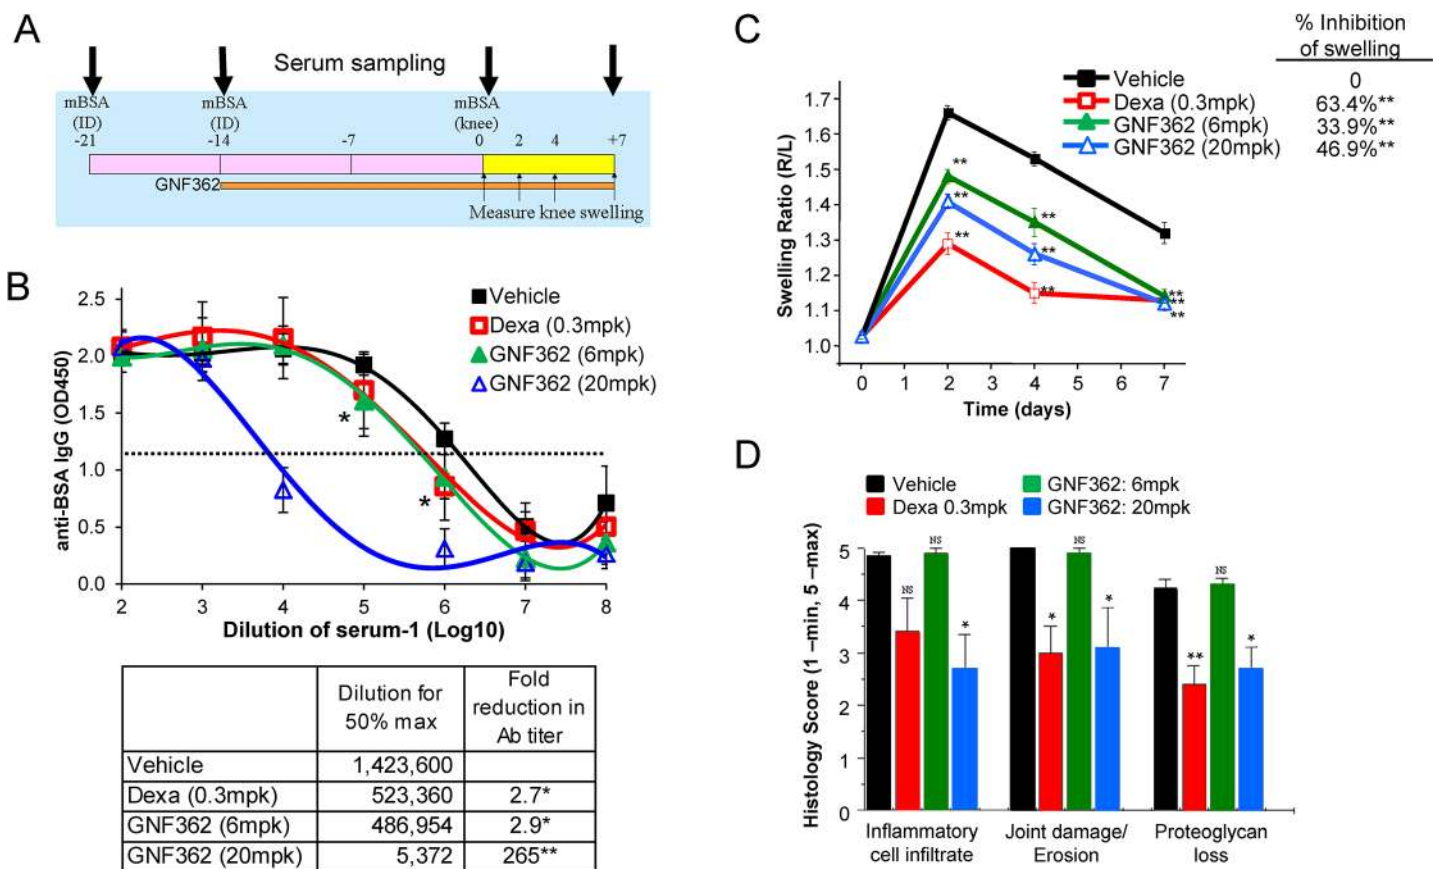 A
Serum sampling
mBSA (ID) mBSA (ID) mBSA (knee)
-21 -14 -7 0 2 4 +7
GNF362
Measure knee swelling
B
2.5
2.0
1.5
1.0
0.5
0.0
anti-BSA IgG (OD450)
Vehicle
Dexa (0.3mpk)
GNF362 (6mpk)
GNF362 (20mpk)
*
*
2 3 4 5 6 7 8
Dilution of serum-1 (Log10)
Dilution for 50% max
Fold reduction in Ab titer
Vehicle 1,423,600
Dexa (0.3mpk) 523,360 2.7*
GNF362 (6mpk) 486,954 2.9*
GNF362 (20mpk) 5,372 265**
C
% Inhibition
of swelling
Vehicle 0
Dexa (0.3mpk) 63.4%**
GNF362 (6mpk) 33.9%**
GNF362 (20mpk) 46.9%**
1.7
1.6
1.5
1.4
1.3
1.2
1.1
1.0
Swelling Ratio (R/L)
**
**
**
**
**
**
**
**
**
0 1 2 3 4 5 6 7
Time (days)
D
Vehicle GNF362: 6mpk
Dexa 0.3mpk GNF362: 20mpk
5
4
3
2
0
Histology Score (1 –min, 5 –max)
NS NS * * NS * NS ** *
Inflammatory
cell infiltrate
Joint damage/
Erosion
Proteoglycan
loss